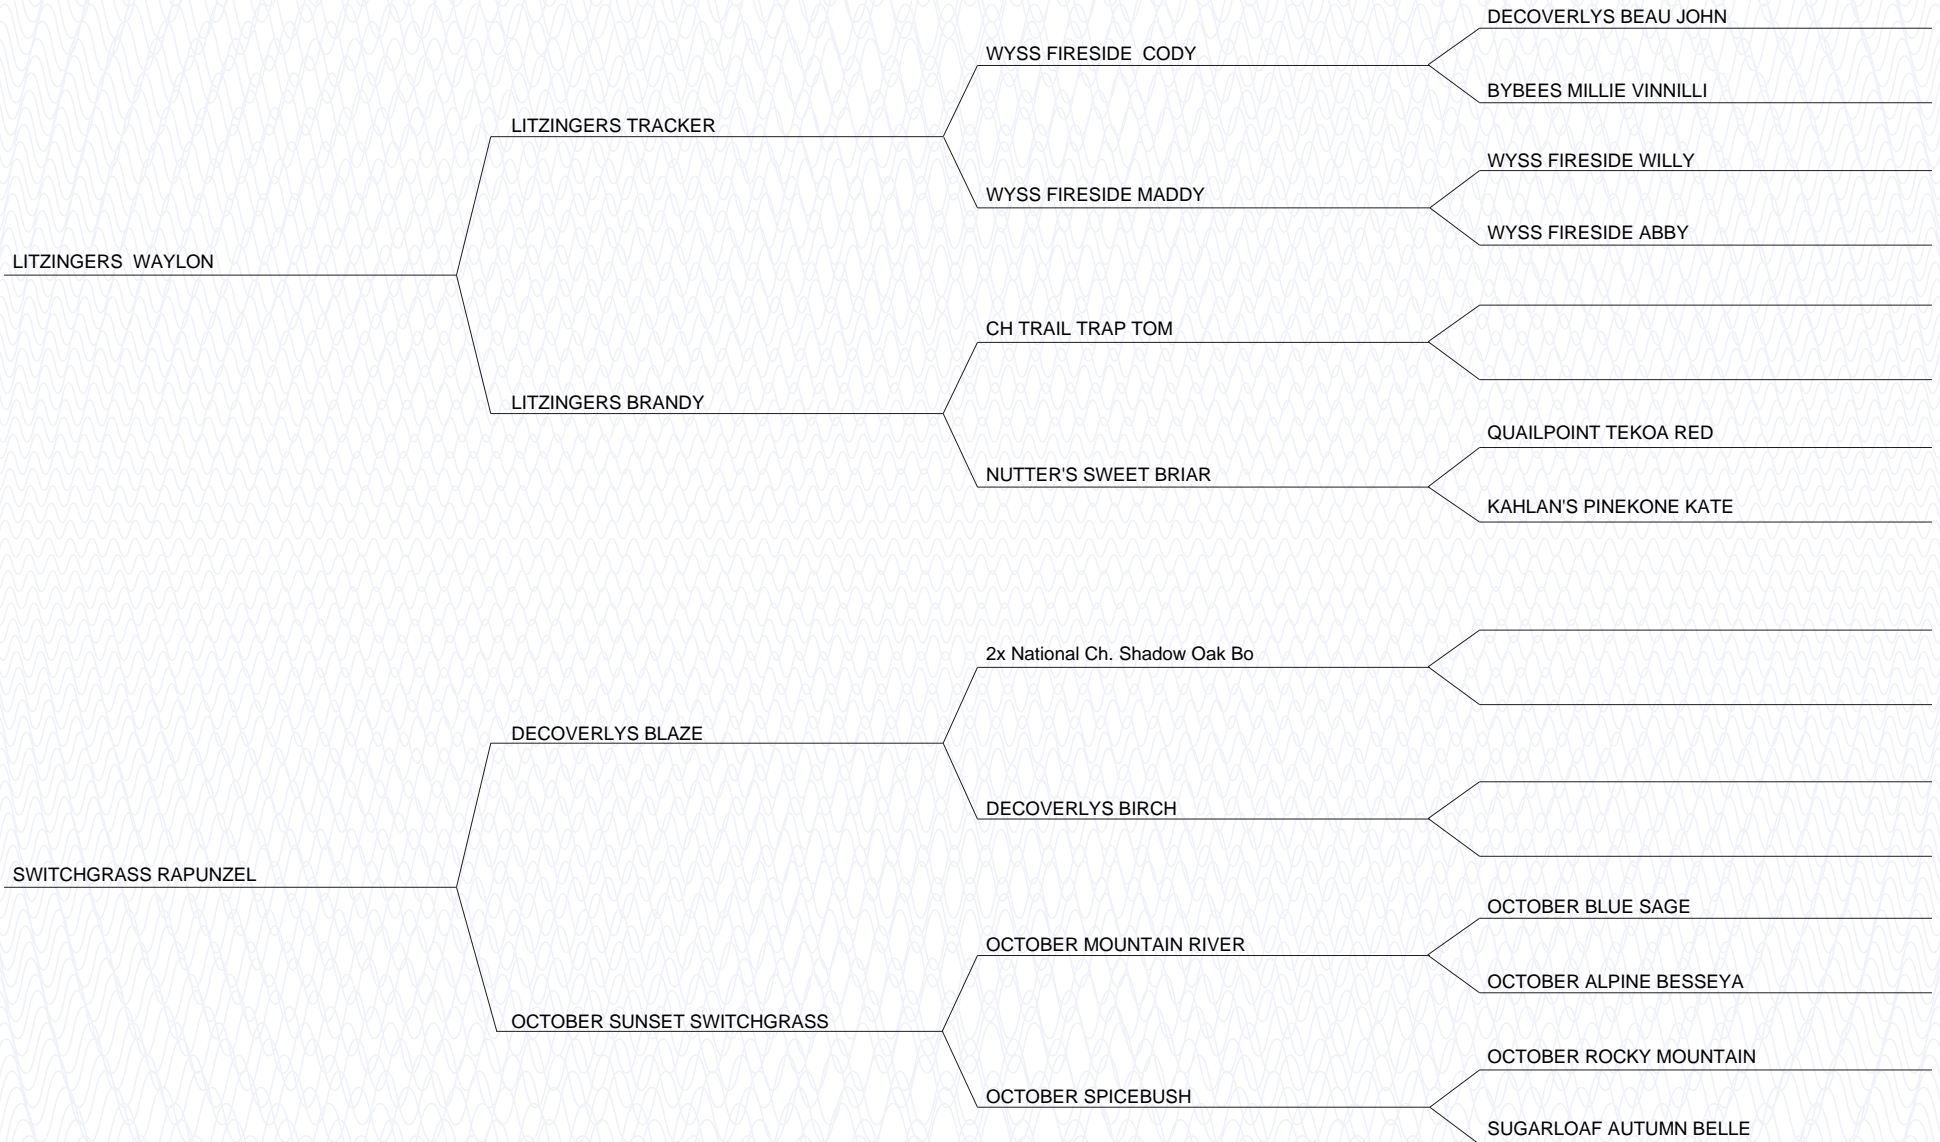 DECOVERLYS BEAU JOHN
WYSS FIRESIDE  CODY
BYBEES MILLIE VINNILLI
LITZINGERS TRACKER
WYSS FIRESIDE WILLY
WYSS FIRESIDE MADDY
WYSS FIRESIDE ABBY
LITZINGERS  WAYLON
CH TRAIL TRAP TOM
LITZINGERS BRANDY
QUAILPOINT TEKOA RED
NUTTER'S SWEET BRIAR
KAHLAN'S PINEKONE KATE
2x National Ch. Shadow Oak Bo
DECOVERLYS BLAZE
DECOVERLYS BIRCH
SWITCHGRASS RAPUNZEL
OCTOBER BLUE SAGE
OCTOBER MOUNTAIN RIVER
OCTOBER ALPINE BESSEYA
OCTOBER SUNSET SWITCHGRASS
OCTOBER ROCKY MOUNTAIN
OCTOBER SPICEBUSH
SUGARLOAF AUTUMN BELLE